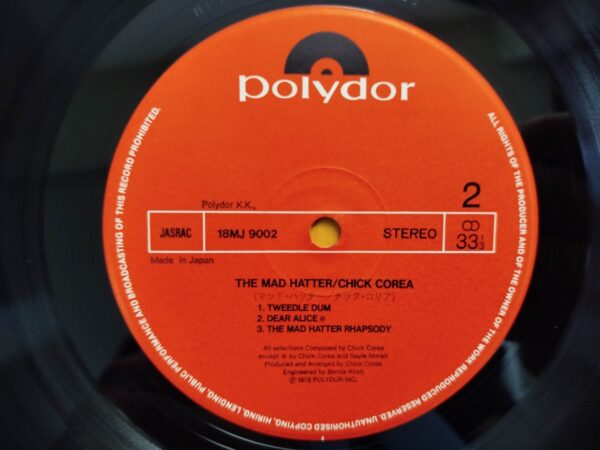 polydor
Polydor K.K.,
2
JASRAC
18MJ 9002
STEREO
33 1/3
Made in Japan
THE MAD HATTER/CHICK COREA
(マッド・ハッター/チック・コリア)
1. TWEEDLE DUM
2. DEAR ALICE※
3. THE MAD HATTER RHAPSODY
All selections Composed by Chick Corea
except ※ by Chick Corea and Gayle Moran
Produced and Arranged by Chick Corea
Engineered by Bernie Kirsh
Ⓟ 1978 POLYDOR INC.
ALL RIGHTS OF THE PRODUCER AND OF THE OWNER OF THE WORK REPRODUCED RESERVED. UNAUTHORISED COPYING, HIRING, LENDING, PUBLIC PERFORMANCE AND BROADCASTING OF THIS RECORD PROHIBITED.